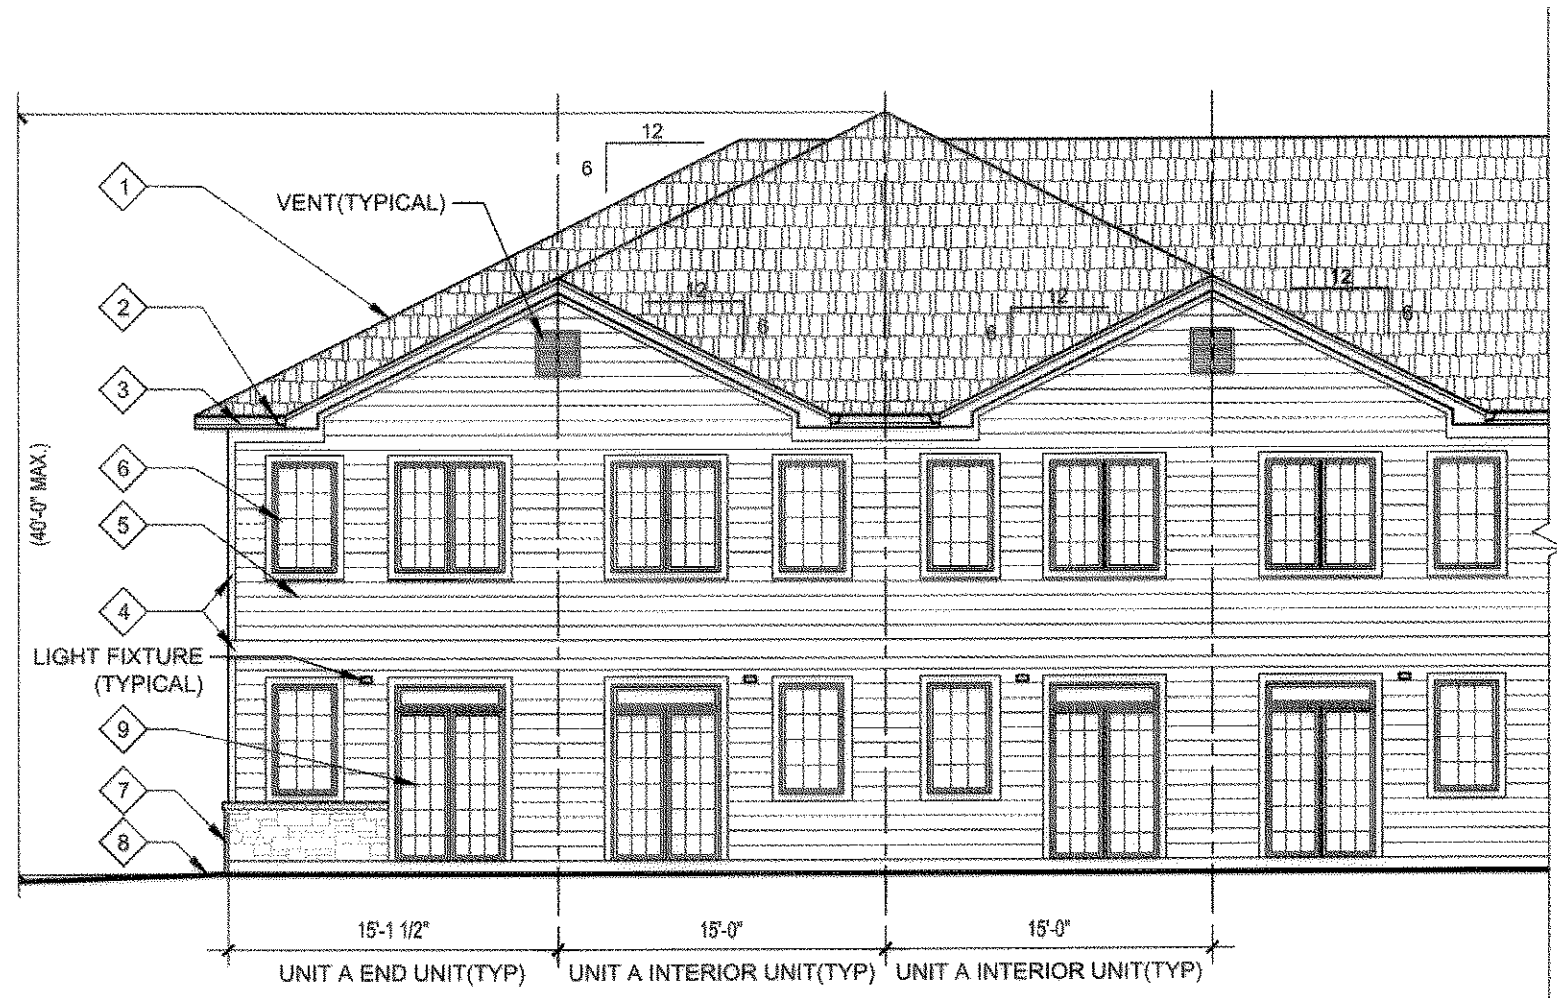 12
6
1
VENT(TYPICAL)
2
12
6
12
6
12
6
3
6
(40'-0" MAX.)
5
4
LIGHT FIXTURE
(TYPICAL)
9
7
8
15'-1 1/2"
15'-0"
15'-0"
UNIT A END UNIT(TYP)
UNIT A INTERIOR UNIT(TYP)
UNIT A INTERIOR UNIT(TYP)